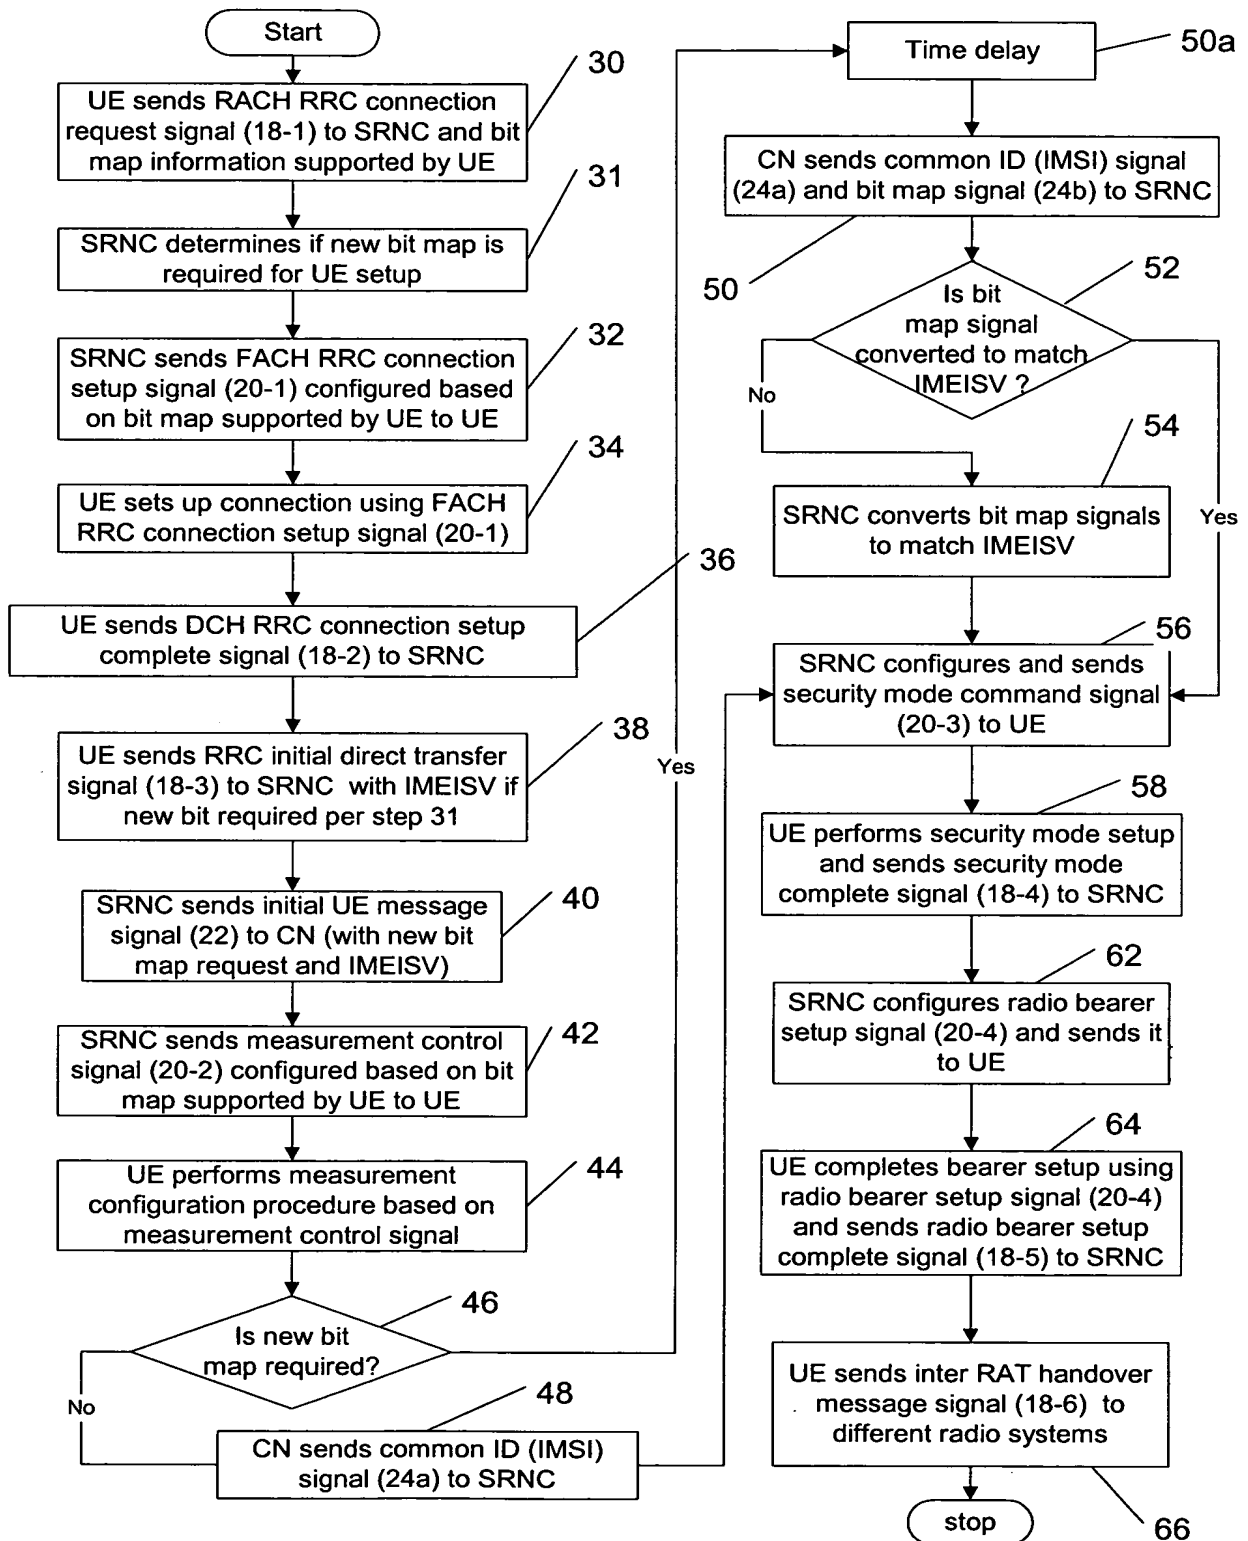 Start
30
UE sends RACH RRC connection
request signal (18-1) to SRNC and bit
map information supported by UE
31
SRNC determines if new bit map is
required for UE setup
32
SRNC sends FACH RRC connection
setup signal (20-1) configured based
on bit map supported by UE to UE
34
UE sets up connection using FACH
RRC connection setup signal (20-1)
36
UE sends DCH RRC connection setup
complete signal (18-2) to SRNC
38
UE sends RRC initial direct transfer
signal (18-3) to SRNC with IMEISV if
new bit required per step 31
40
SRNC sends initial UE message
signal (22) to CN (with new bit
map request and IMEISV)
42
SRNC sends measurement control
signal (20-2) configured based on bit
map supported by UE to UE
44
UE performs measurement
configuration procedure based on
measurement control signal
46
Is new bit
map required?
Yes
No
48
CN sends common ID (IMSI)
signal (24a) to SRNC
Time delay
50a
CN sends common ID (IMSI) signal
(24a) and bit map signal (24b) to SRNC
50
52
Is bit
map signal
converted to match
IMEISV ?
No
Yes
54
SRNC converts bit map signals
to match IMEISV
56
SRNC configures and sends
security mode command signal
(20-3) to UE
58
UE performs security mode setup
and sends security mode
complete signal (18-4) to SRNC
62
SRNC configures radio bearer
setup signal (20-4) and sends it
to UE
64
UE completes bearer setup using
radio bearer setup signal (20-4)
and sends radio bearer setup
complete signal (18-5) to SRNC
UE sends inter RAT handover
message signal (18-6) to
different radio systems
66
stop